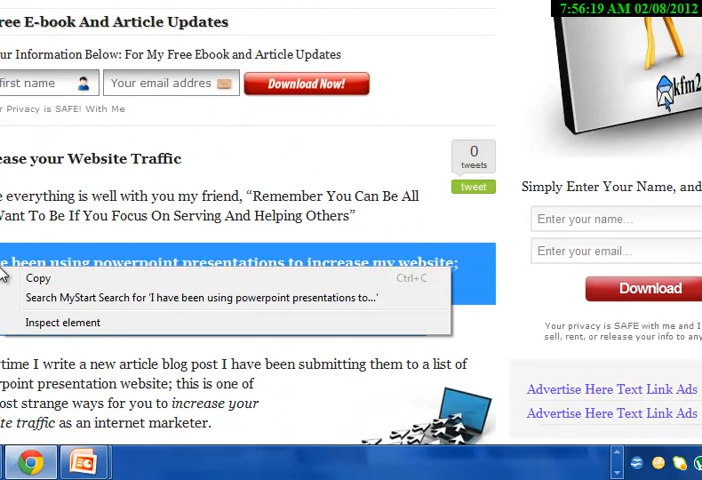 7:56:19 AM 02/08/2012
ree E-book And Article Updates
ur Information Below: For My Free Ebook and Article Updates
first name
Your email addres
Download Now!
r Privacy is SAFE! With Me
kfm2
ease your Website Traffic
0
tweets
tweet
e everything is well with you my friend, “Remember You Can Be All
Want To Be If You Focus On Serving And Helping Others”
e been using powerpoint presentations to increase my website;
Copy
Ctrl+C
Search MyStart Search for 'I have been using powerpoint presentations to...'
Inspect element
ytime I write a new article blog post I have been submitting them to a list of
rpoint presentation website; this is one of
ost strange ways for you to increase your
ite traffic as an internet marketer.
Simply Enter Your Name, and
Enter your name...
Enter your email...
Download
Your privacy is SAFE with me and I
sell, rent, or release your info to any
Advertise Here Text Link Ads
Advertise Here Text Link Ads